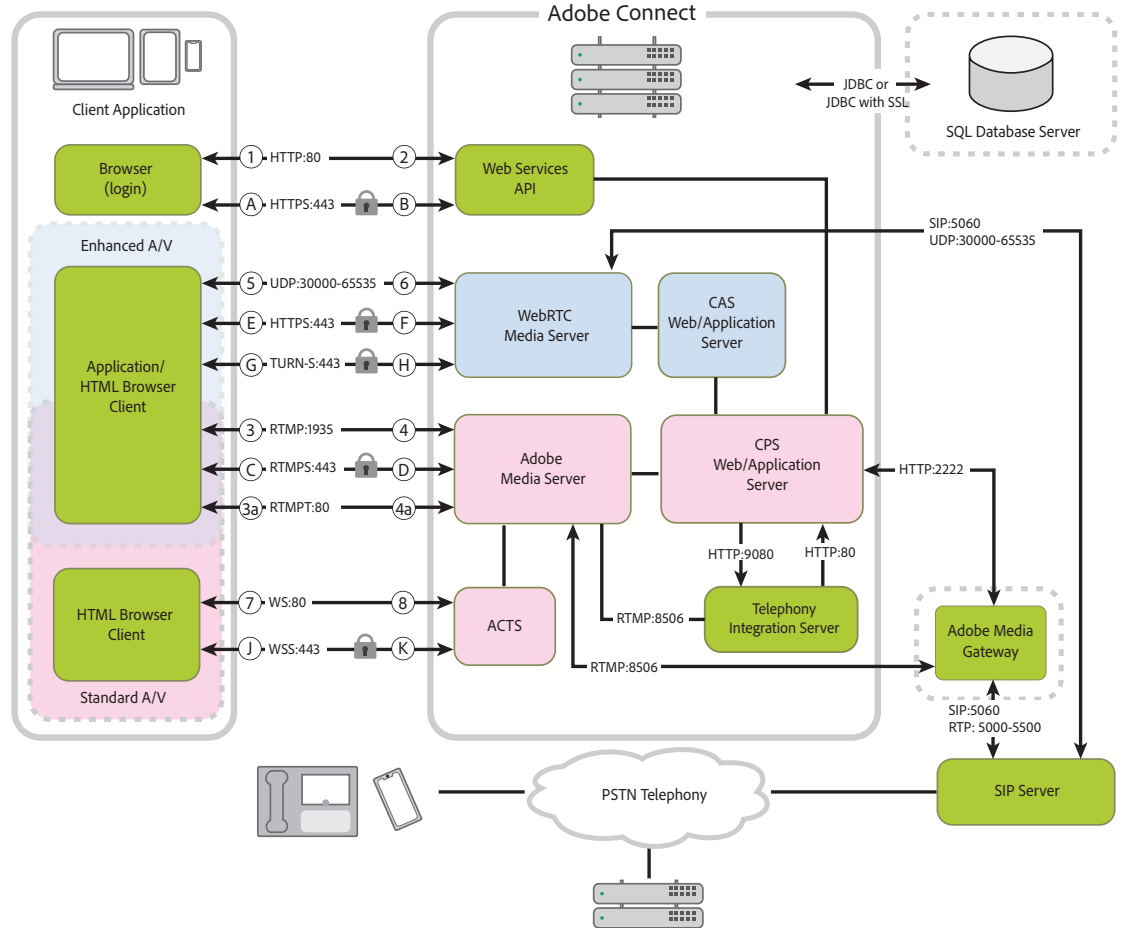 Adobe Connect
Client Application
JDBC or
JDBC with SSL
SQL Database Server
Browser
(login)
1 HTTP:80 2
A HTTPS:443 B
Web Services
API
SIP:5060
UDP:30000-65535
Enhanced A/V
Application/
HTML Browser
Client
5 UDP:30000-65535 6
E HTTPS:443 F
G TURN-S:443 H
WebRTC
Media Server
CAS
Web/Application
Server
3 RTMP:1935 4
C RTMPS:443 D
3a RTMPT:80 4a
Adobe
Media Server
CPS
Web/Application
Server
HTTP:2222
HTTP:9080
HTTP:80
HTML Browser
Client
Standard A/V
7 WS:80 8
J WSS:443 K
ACTS
RTMP:8506
Telephony
Integration Server
RTMP:8506
Adobe Media
Gateway
SIP:5060
RTP: 5000-5500
PSTN Telephony
SIP Server